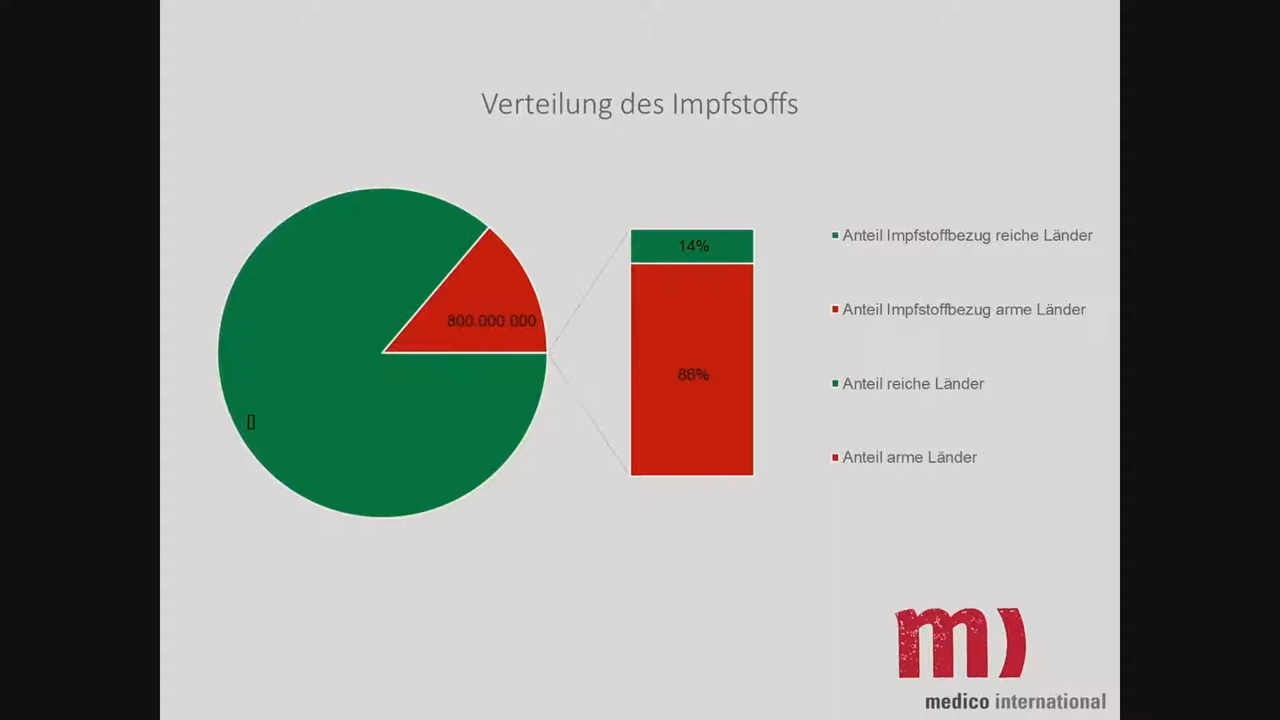 Verteilung des Impfstoffs
800.000.000
14%
86%
Anteil Impfstoffbezug reiche Länder
Anteil Impfstoffbezug arme Länder
Anteil reiche Länder
Anteil arme Länder
m)
medico international